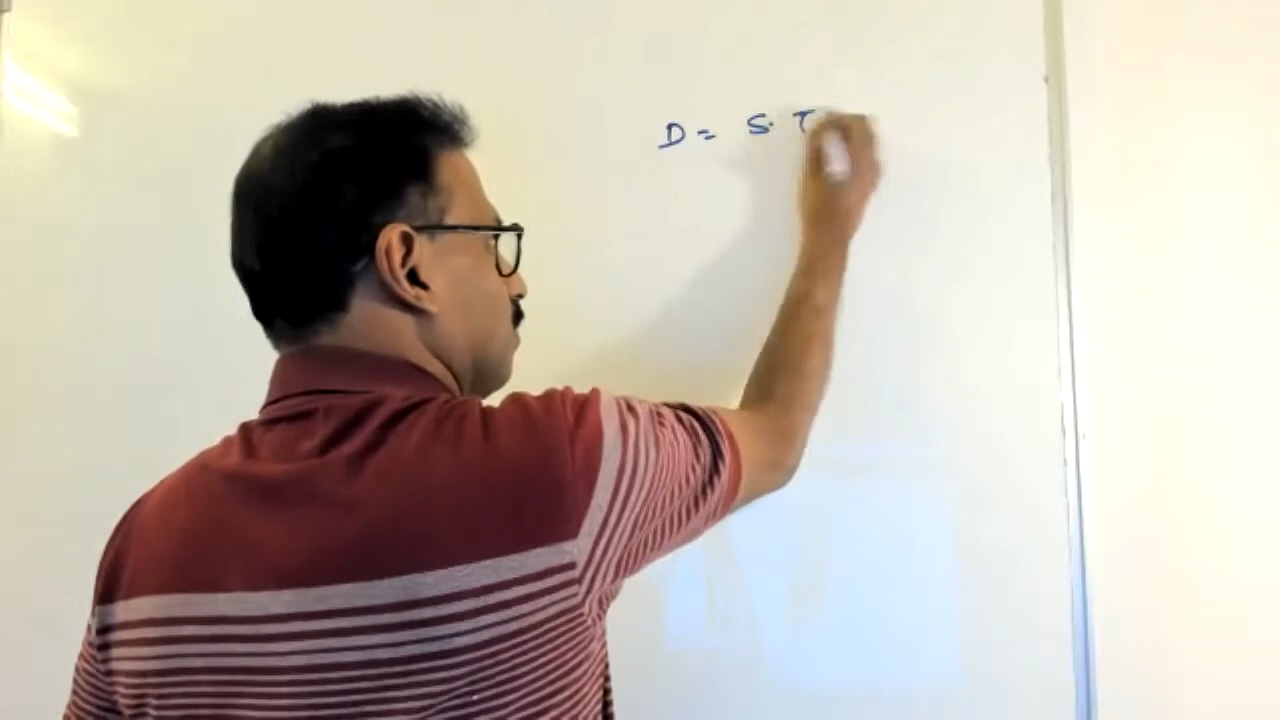 D = S. T